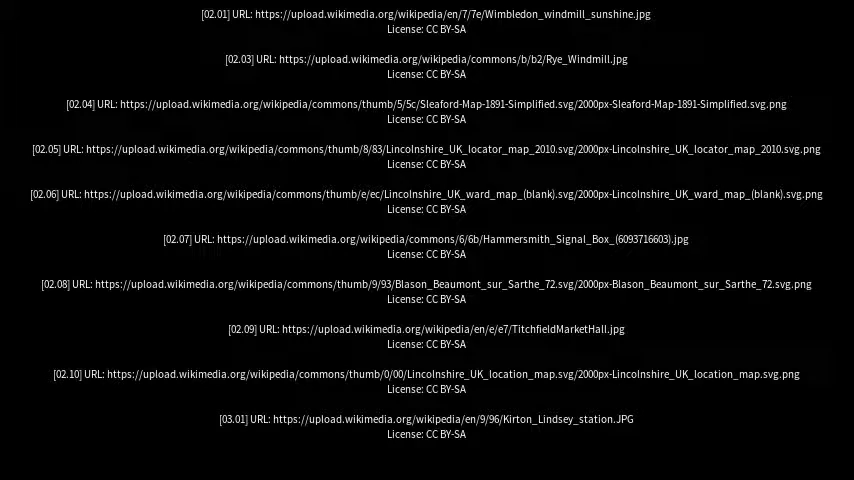 [02.01] URL: https://upload.wikimedia.org/wikipedia/en/7/7e/Wimbledon_windmill_sunshine.jpg
License: CC BY-SA
[02.03] URL: https://upload.wikimedia.org/wikipedia/commons/b/b2/Rye_Windmill.jpg
License: CC BY-SA
[02.04] URL: https://upload.wikimedia.org/wikipedia/commons/thumb/5/5c/Sleaford-Map-1891-Simplified.svg/2000px-Sleaford-Map-1891-Simplified.svg.png
License: CC BY-SA
[02.05] URL: https://upload.wikimedia.org/wikipedia/commons/thumb/8/83/Lincolnshire_UK_locator_map_2010.svg/2000px-Lincolnshire_UK_locator_map_2010.svg.png
License: CC BY-SA
[02.06] URL: https://upload.wikimedia.org/wikipedia/commons/thumb/e/ec/Lincolnshire_UK_ward_map_(blank).svg/2000px-Lincolnshire_UK_ward_map_(blank).svg.png
License: CC BY-SA
[02.07] URL: https://upload.wikimedia.org/wikipedia/commons/6/6b/Hammersmith_Signal_Box_(6093716603).jpg
License: CC BY-SA
[02.08] URL: https://upload.wikimedia.org/wikipedia/commons/thumb/9/93/Blason_Beaumont_sur_Sarthe_72.svg/2000px-Blason_Beaumont_sur_Sarthe_72.svg.png
License: CC BY-SA
[02.09] URL: https://upload.wikimedia.org/wikipedia/en/e/e7/TitchfieldMarketHall.jpg
License: CC BY-SA
[02.10] URL: https://upload.wikimedia.org/wikipedia/commons/thumb/0/00/Lincolnshire_UK_location_map.svg/2000px-Lincolnshire_UK_location_map.svg.png
License: CC BY-SA
[03.01] URL: https://upload.wikimedia.org/wikipedia/en/9/96/Kirton_Lindsey_station.JPG
License: CC BY-SA